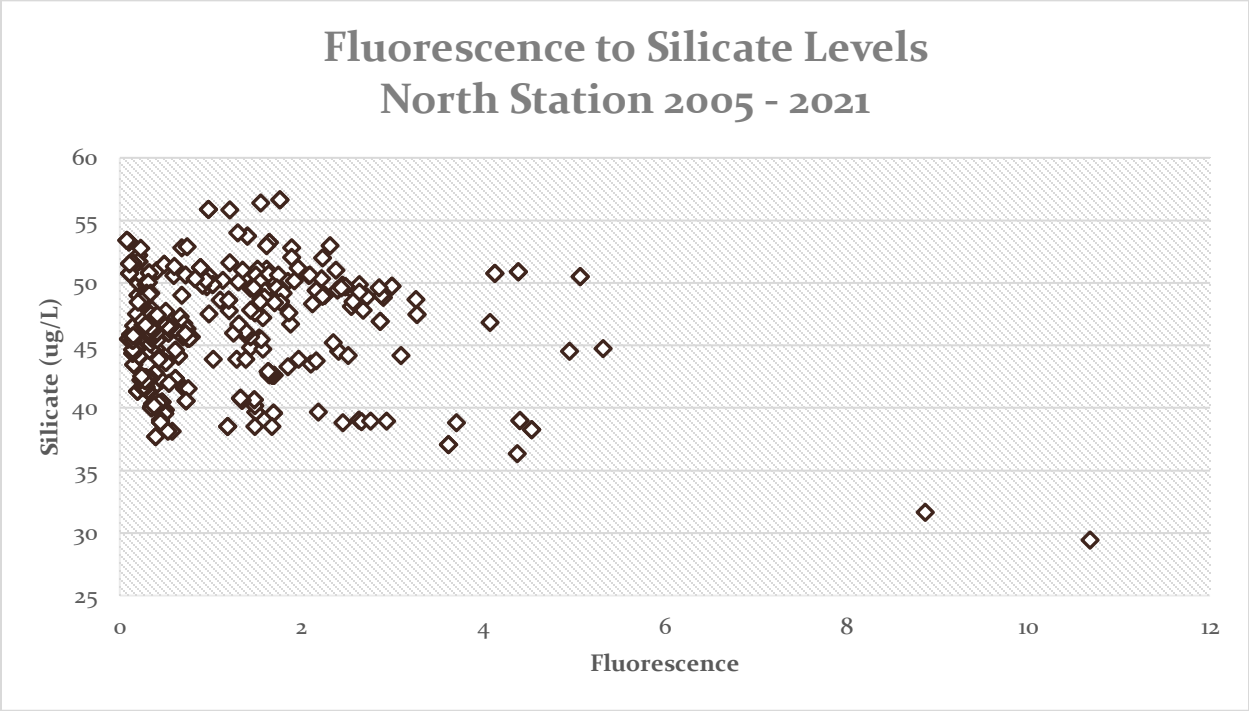 Fluorescence to Silicate Levels
North Station 2005 - 2021
60
55
50
45
40
35
30
25
Silicate (ug/L)
0 2 4 6 8 10 12
Fluorescence